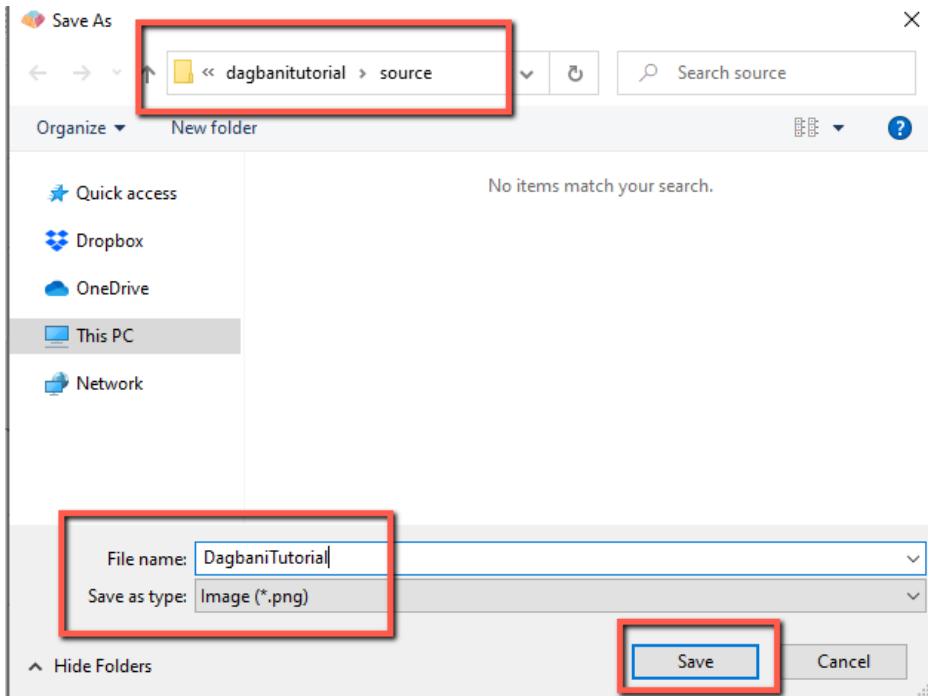 Save As
« dagbanitutorial › source
Search source
Organize
New folder
?
No items match your search.
Quick access
Dropbox
OneDrive
This PC
Network
File name: DagbaniTutorial
Save as type: Image (*.png)
Hide Folders
Save
Cancel